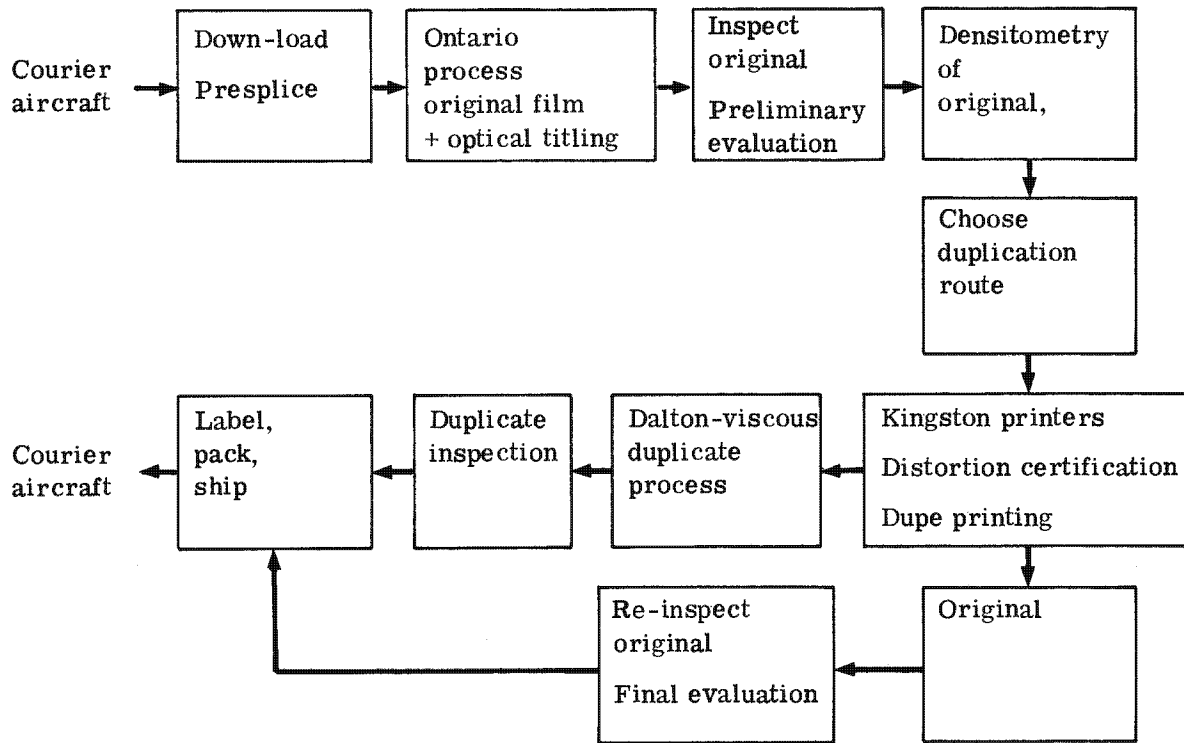 Courier
aircraft
Down-load
Presplice
Ontario
process
original film
+ optical titling
Inspect
original
Preliminary
evaluation
Densitometry
of
original,
Choose
duplication
route
Kingston printers
Distortion certification
Dupe printing
Dalton-viscous
duplicate
process
Duplicate
inspection
Label,
pack,
ship
Courier
aircraft
Original
Re-inspect
original
Final evaluation